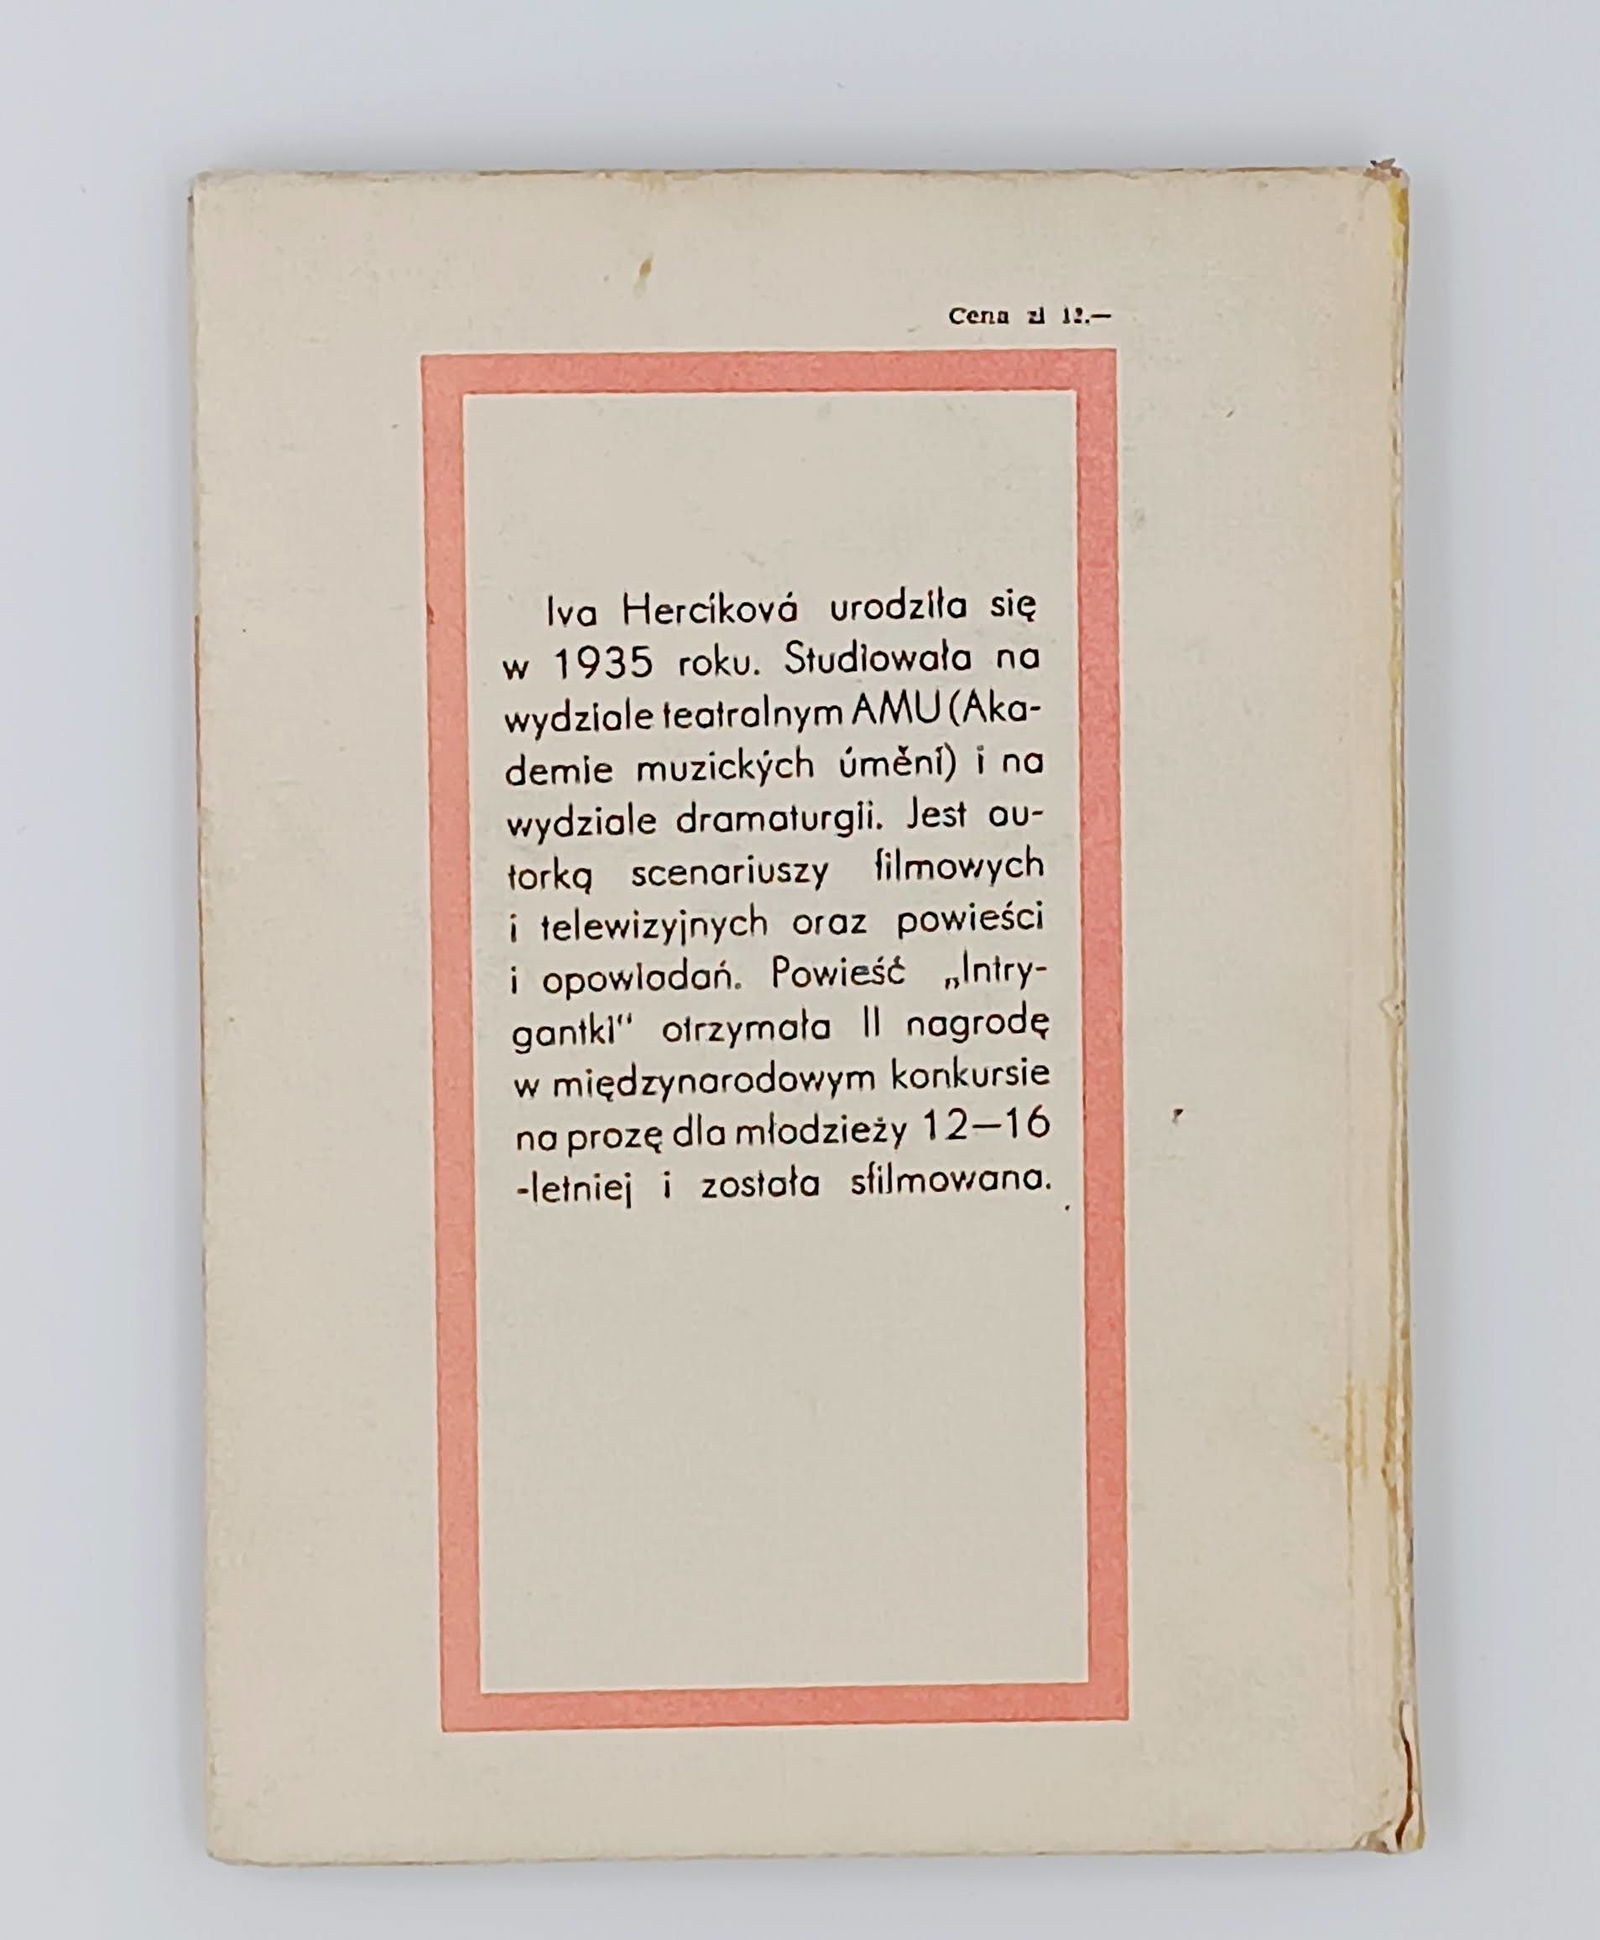 Cena zł 12.—
Iva Hercíková urodziła się
w 1935 roku. Studiowała na
wydziale teatralnym AMU (Aka-
demie muzických úmění) i na
wydziale dramaturgii. Jest au-
torką scenariuszy filmowych
i telewizyjnych oraz powieści
i opowiadań. Powieść „Intry-
gantki“ otrzymała II nagrodę
w międzynarodowym konkursie
na prozę dla młodzieży 12—16
-letniej i została sfilmowana.